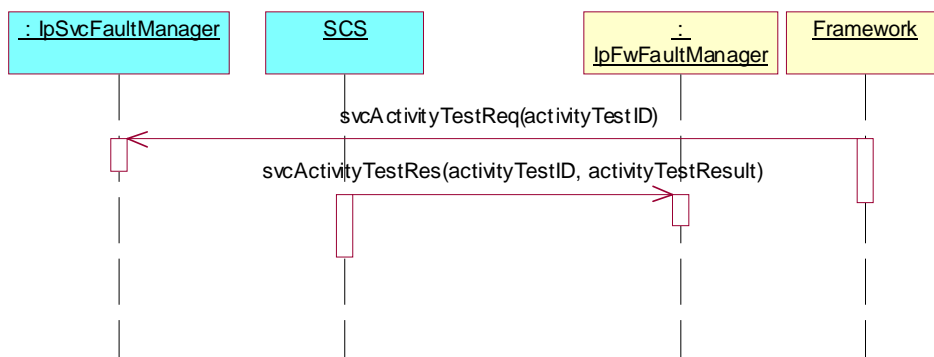 : IpSvcFaultManager
SCS
:
IpFwFaultManager
Framework
svcActivityTestReq(activityTestID)
svcActivityTestRes(activityTestID, activityTestResult)